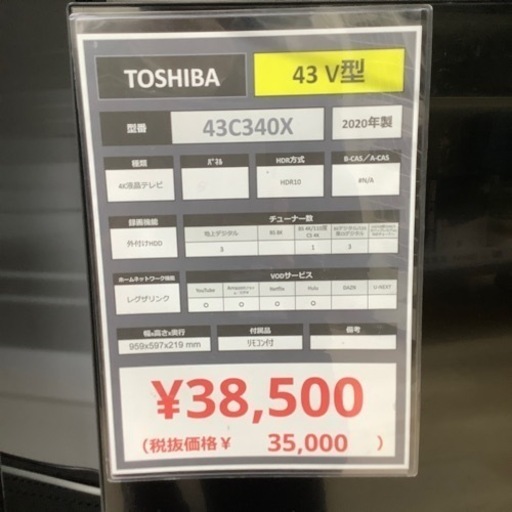 TOSHIBA 43 V型
型番 43C340X 2020年製
種類 ﾊﾟﾈﾙ HDR方式 B-CAS／A-CAS
4K液晶テレビ HDR10 #N/A
録画機能 チューナー数
地上デジタル BS 8K
外付けHDD 3 1 3
ホームネットワーク機能 VODサービス
YouTube Netflix Hulu DAZN U-NEXT
レグザリンク ○ ○ ○ ○
幅x高さx奥行 付属品 備考
959x597x219 mm ﾘﾓｺﾝ付
¥38,500
(税抜価格¥ 35,000 )